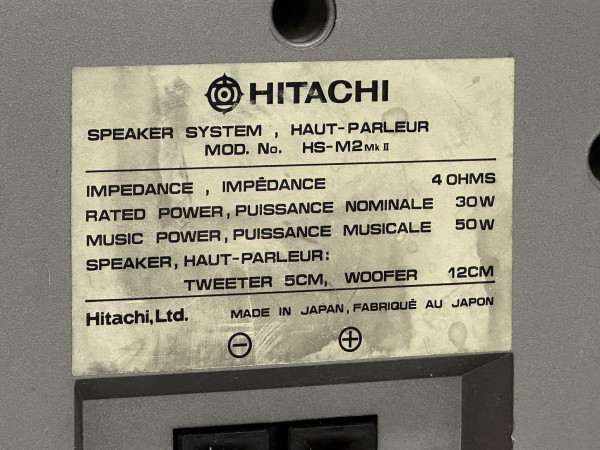 HITACHI
SPEAKER SYSTEM , HAUT-PARLEUR
MOD. No. HS-M2 Mk II
IMPEDANCE , IMPÉDANCE 4 OHMS
RATED POWER, PUISSANCE NOMINALE 30W
MUSIC POWER, PUISSANCE MUSICALE 50W
SPEAKER, HAUT-PARLEUR:
TWEETER 5CM, WOOFER 12CM
Hitachi, Ltd. MADE IN JAPAN, FABRIQUÉ AU JAPON
⊖ ⊕